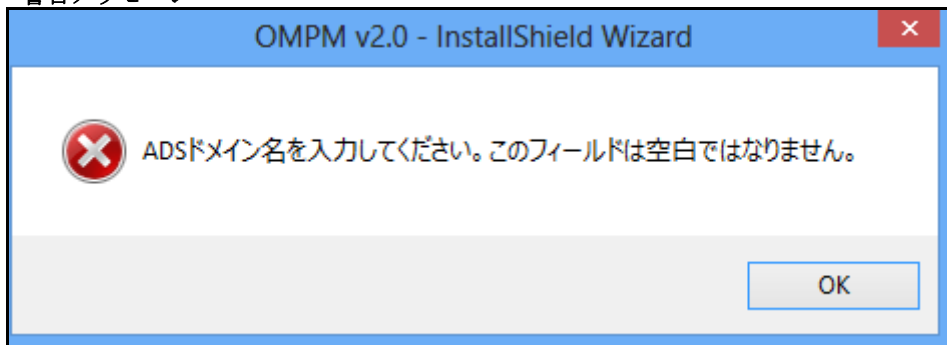 OMPM v2.0 - InstallShield Wizard
ADSドメイン名を入力してください。このフィールドは空白ではなりません。
OK